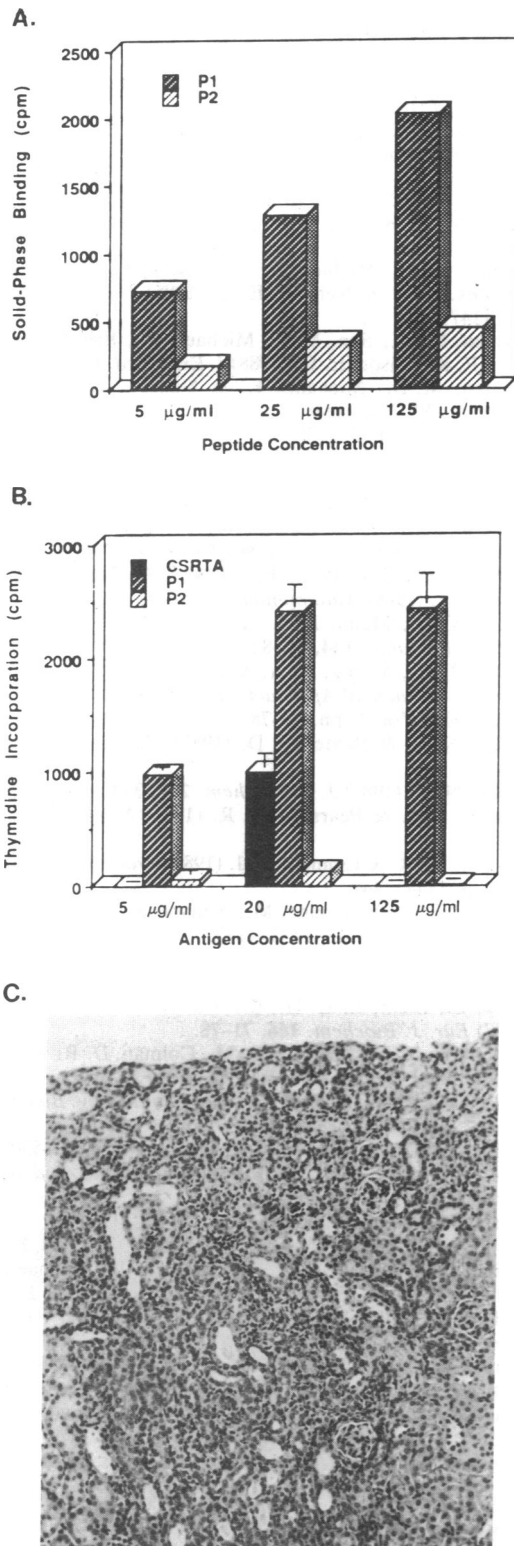 A.
2500
2000
1500
1000
500
0
Solid-Phase Binding (cpm)
P1
P2
5 µg/ml 25 µg/ml 125 µg/ml
Peptide Concentration
B.
3000
2000
1000
0
Thymidine Incorporation (cpm)
CSRTA
P1
P2
5 µg/ml 20 µg/ml 125 µg/ml
Antigen Concentration
C.